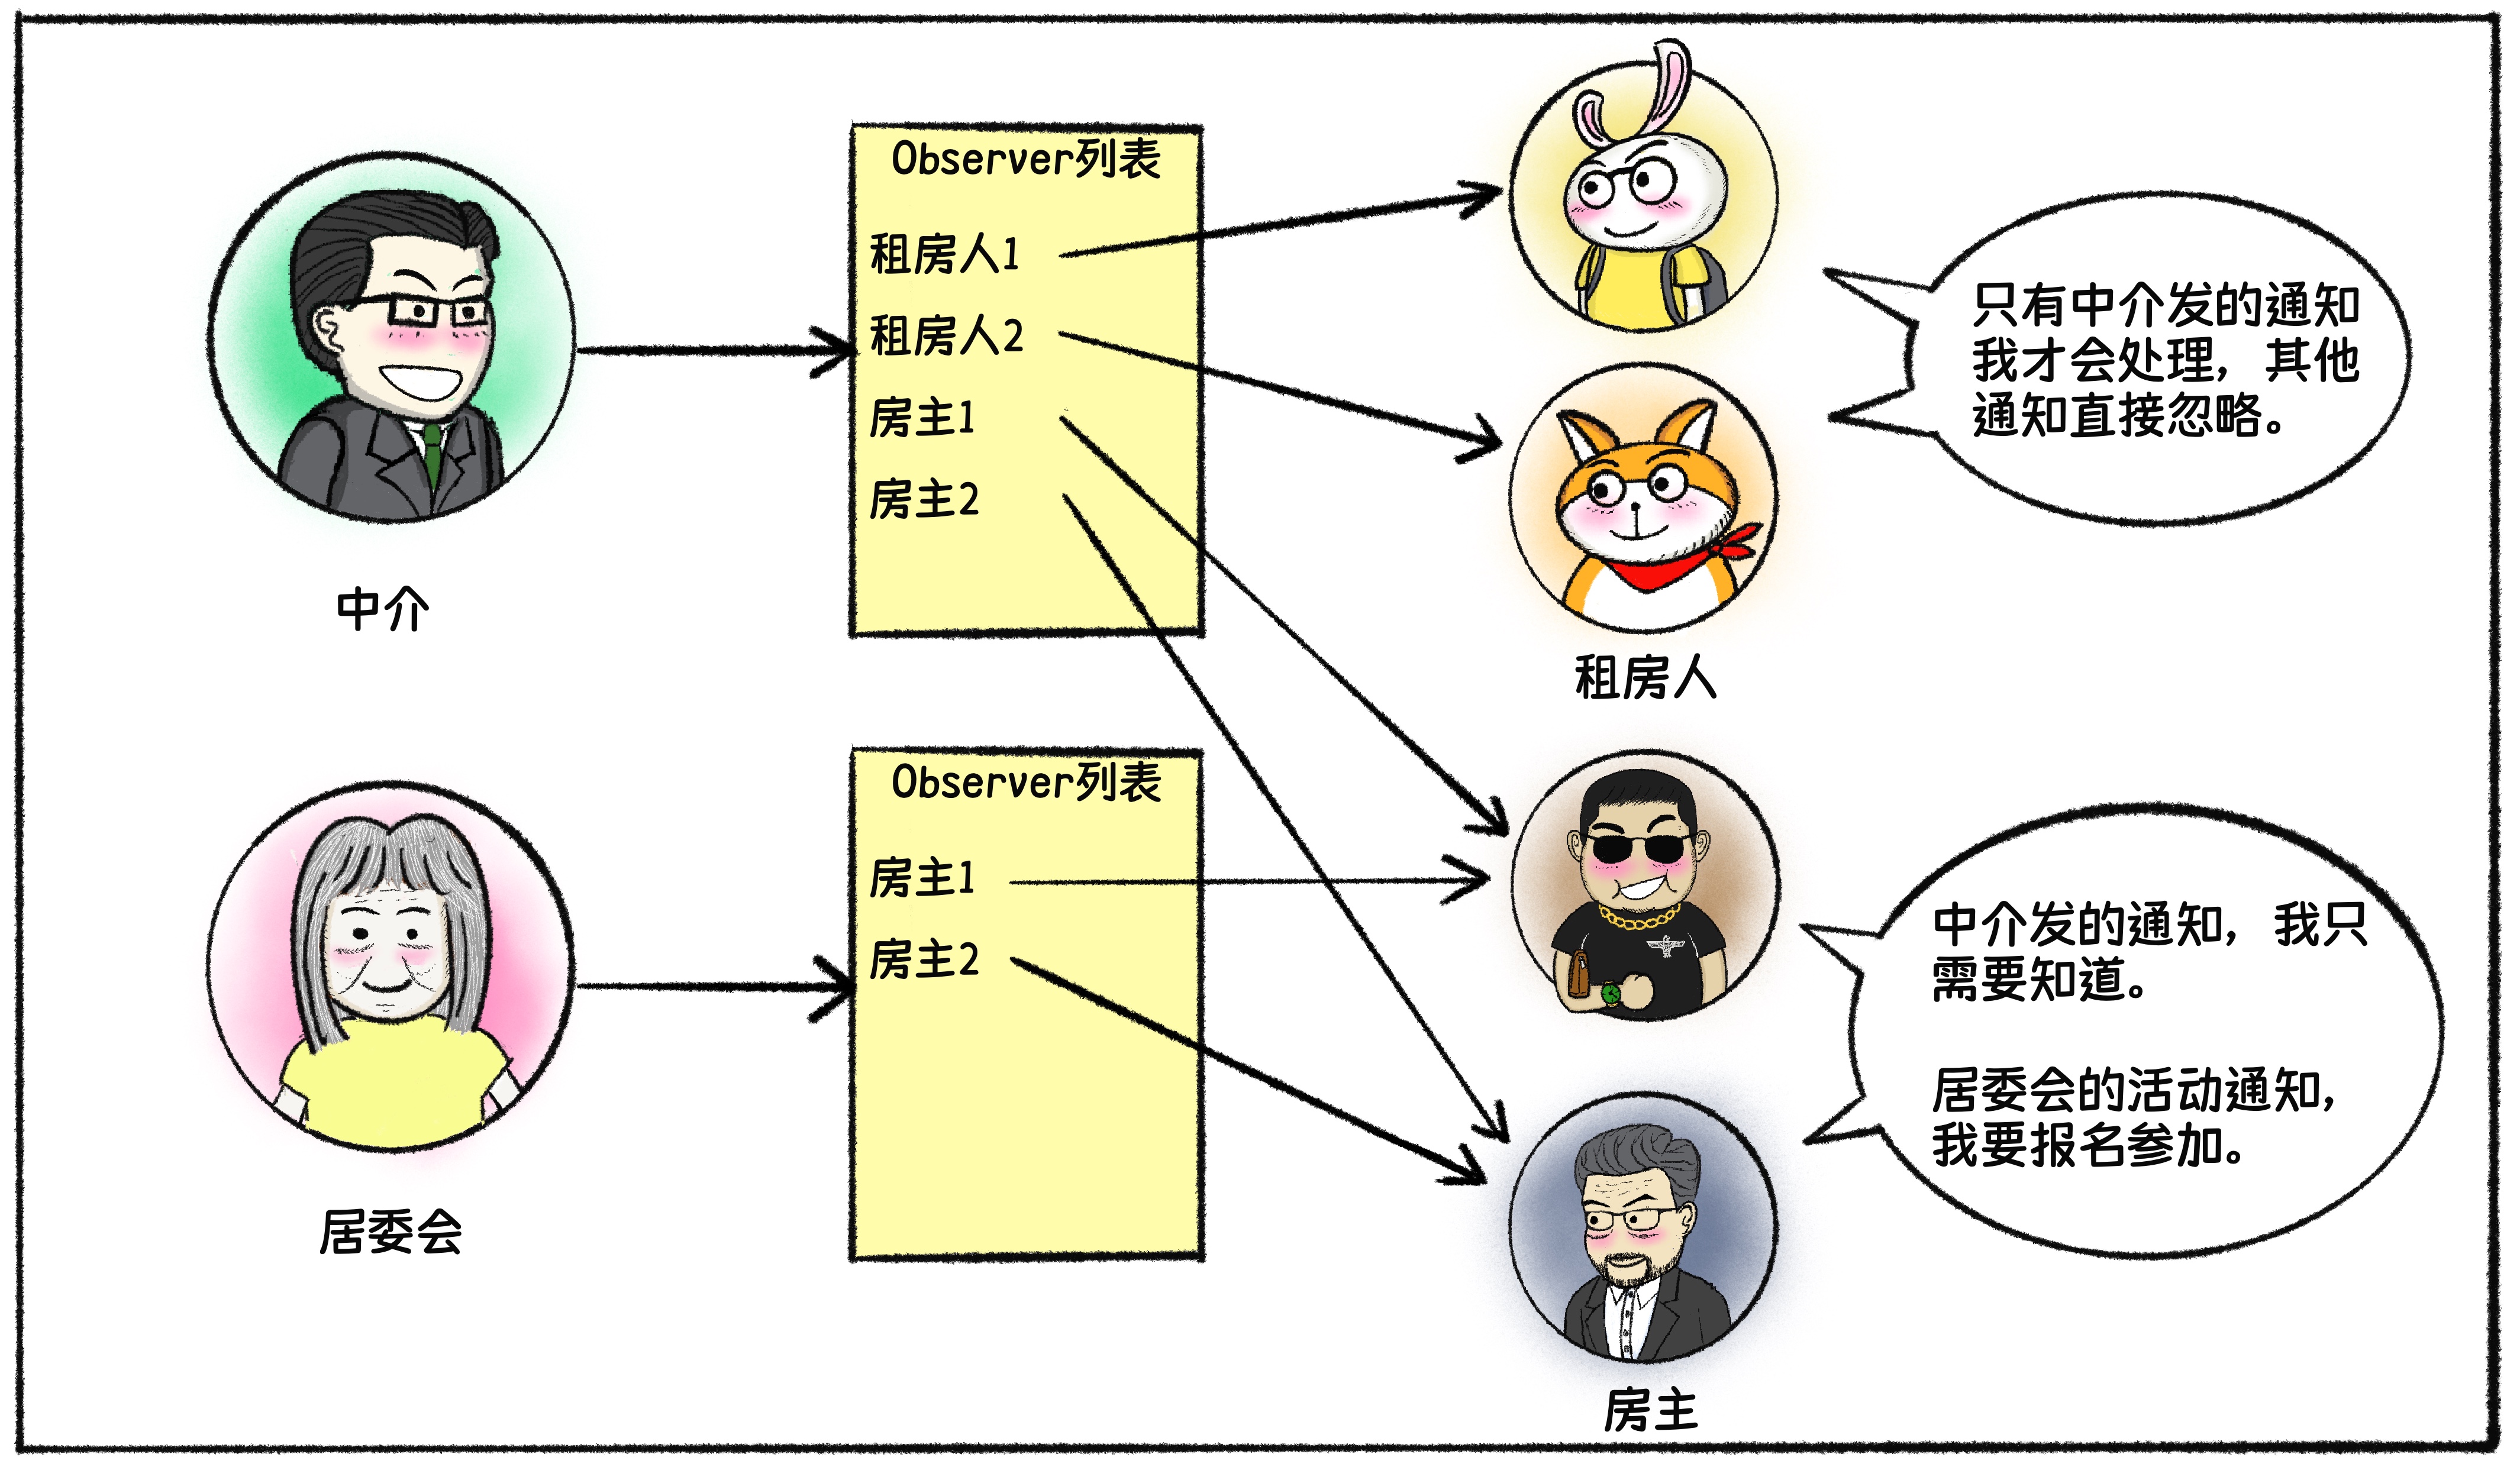 Observer列表
租房人1
租房人2
房主1
房主2
中介
只有中介发的通知
我才会处理，其他
通知直接忽略。
租房人
Observer列表
房主1
房主2
居委会
中介发的通知，我只
需要知道。
居委会的活动通知，
我要报名参加。
房主